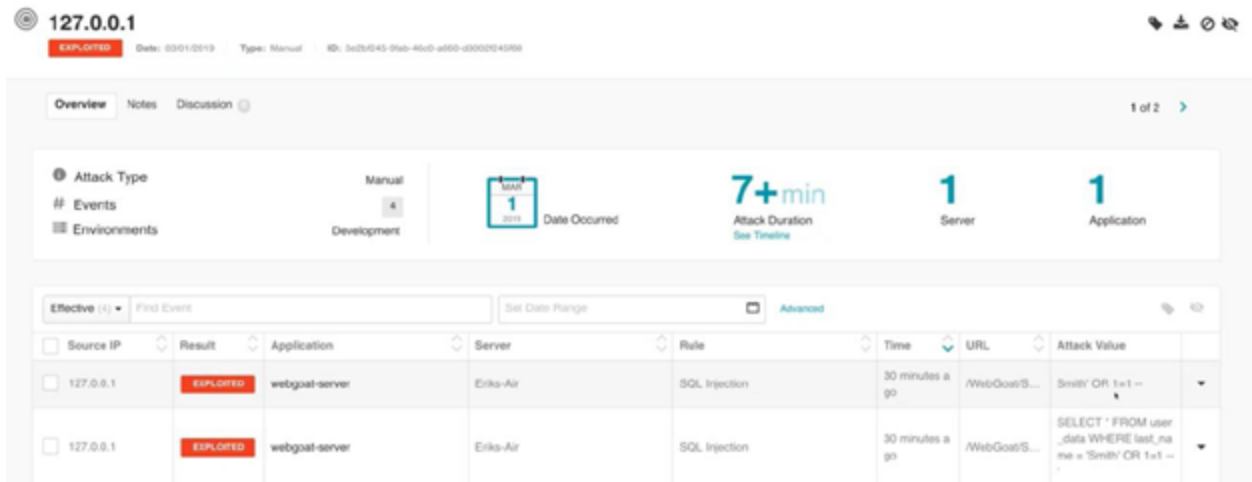 127.0.0.1
EXPLOITED Date: 03/01/2019 Type: Manual ID:
Overview Notes Discussion
1 of 2
Attack Type Manual
# Events 4
Environments Development
MAR
1
2019
Date Occurred
7+ min
Attack Duration
See Timeline
1
Server
1
Application
Effective (4) Find Event Set Date Range Advanced
Source IP Result Application Server Rule Time URL Attack Value
127.0.0.1 EXPLOITED webgoat-server Eriks-Air SQL Injection 30 minutes a /WebGoat/S... Smith' OR 1=1 --
go
SELECT * FROM user
_data WHERE last_na
127.0.0.1 EXPLOITED webgoat-server Eriks-Air SQL Injection 30 minutes a /WebGoat/S... me = 'Smith' OR 1=1 --
go '